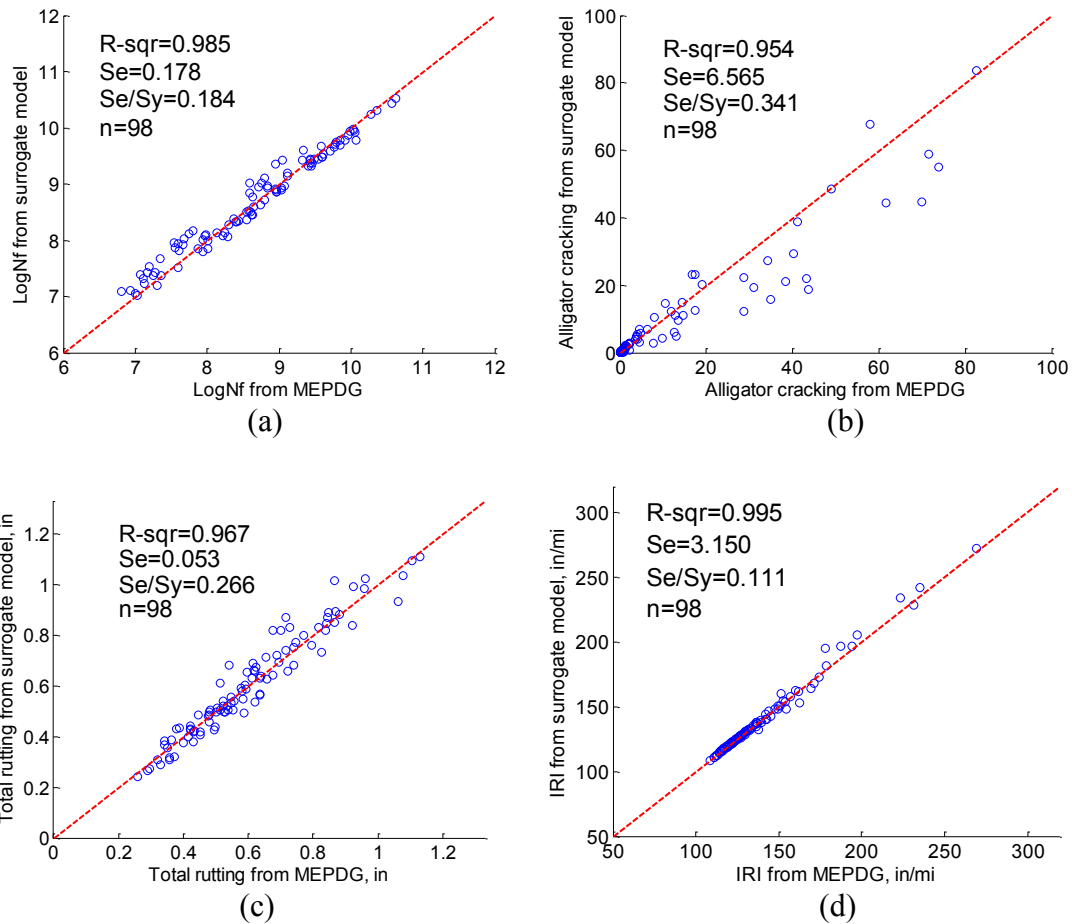 12
11
10
9
8
7
6
6 7 8 9 10 11 12
LogNf from surrogate model
LogNf from MEPDG
R-sqr=0.985
Se=0.178
Se/Sy=0.184
n=98
(a)
100
80
60
40
20
0
0 20 40 60 80 100
Alligator cracking from surrogate model
Alligator cracking from MEPDG
R-sqr=0.954
Se=6.565
Se/Sy=0.341
n=98
(b)
1.2
1
0.8
0.6
0.4
0.2
0
0 0.2 0.4 0.6 0.8 1 1.2
Total rutting from surrogate model, in
Total rutting from MEPDG, in
R-sqr=0.967
Se=0.053
Se/Sy=0.266
n=98
(c)
300
250
200
150
100
50
50 100 150 200 250 300
IRI from surrogate model, in/mi
IRI from MEPDG, in/mi
R-sqr=0.995
Se=3.150
Se/Sy=0.111
n=98
(d)